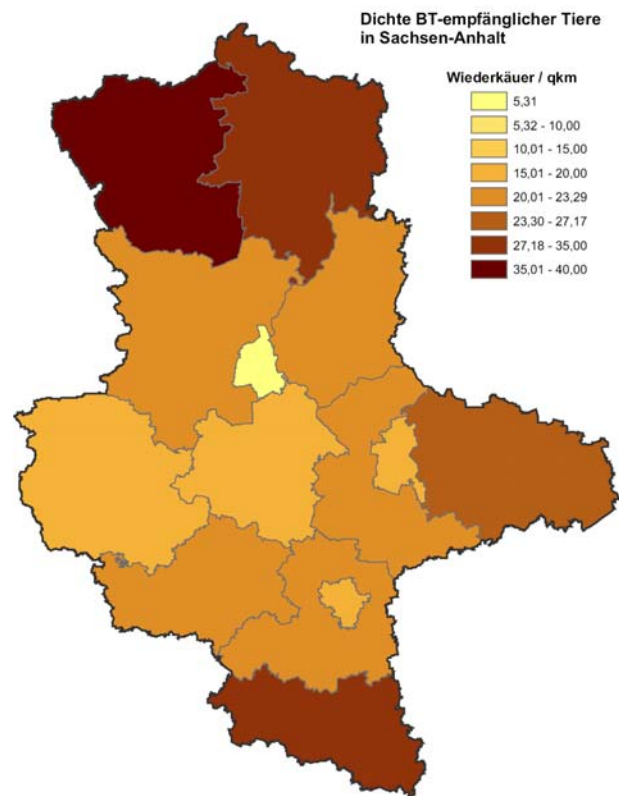 Dichte BT-empfänglicher Tiere
in Sachsen-Anhalt
Wiederkäuer / qkm
5,31
5,32 - 10,00
10,01 - 15,00
15,01 - 20,00
20,01 - 23,29
23,30 - 27,17
27,18 - 35,00
35,01 - 40,00